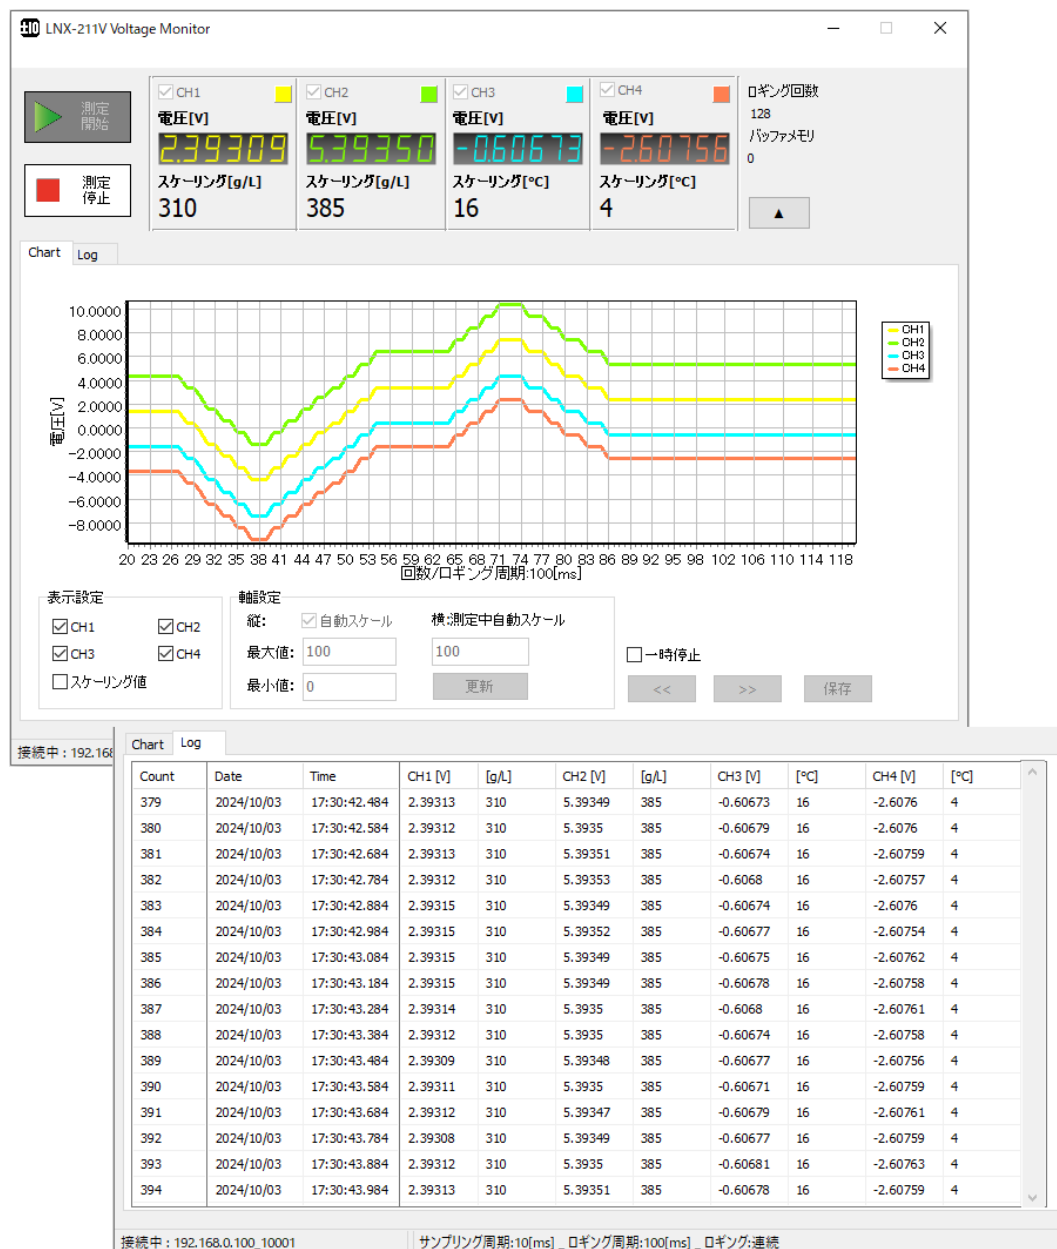 LNX-211V Voltage Monitor
測定開始
測定停止
CH1 CH2 CH3 CH4
電圧[V] 電圧[V] 電圧[V] 電圧[V]
2.39309 5.39350 -0.60673 -2.60756
スケーリング[g/L] スケーリング[g/L] スケーリング[°C] スケーリング[°C]
310 385 16 4
ロギング回数
128
バッファメモリ
0
▲
Chart Log
10.0000
8.0000
6.0000
4.0000
2.0000
0.0000
-2.0000
-4.0000
-6.0000
-8.0000
電圧[V]
CH1
CH2
CH3
CH4
20 23 26 29 32 35 38 41 44 47 50 53 56 59 62 65 68 71 74 77 80 83 86 89 92 95 98 102 106 110 114 118
回数/ロギング周期:100[ms]
表示設定
CH1 CH2
CH3 CH4
スケーリング値
軸設定
縦: 自動スケール 横:測定中自動スケール
最大値: 100 100
最小値: 0 更新
一時停止
<< >> 保存
接続中 : 192.168
Chart Log
Count Date Time CH1 [V] [g/L] CH2 [V] [g/L] CH3 [V] [°C] CH4 [V] [°C]
379 2024/10/03 17:30:42.484 2.39313 310 5.39349 385 -0.60673 16 -2.6076 4
380 2024/10/03 17:30:42.584 2.39312 310 5.3935 385 -0.60679 16 -2.6076 4
381 2024/10/03 17:30:42.684 2.39313 310 5.39351 385 -0.60674 16 -2.60759 4
382 2024/10/03 17:30:42.784 2.39312 310 5.39353 385 -0.6068 16 -2.60757 4
383 2024/10/03 17:30:42.884 2.39315 310 5.39349 385 -0.60674 16 -2.6076 4
384 2024/10/03 17:30:42.984 2.39315 310 5.39352 385 -0.60677 16 -2.60754 4
385 2024/10/03 17:30:43.084 2.39315 310 5.39349 385 -0.60675 16 -2.60762 4
386 2024/10/03 17:30:43.184 2.39315 310 5.39349 385 -0.60678 16 -2.60758 4
387 2024/10/03 17:30:43.284 2.39314 310 5.3935 385 -0.6068 16 -2.60761 4
388 2024/10/03 17:30:43.384 2.39312 310 5.3935 385 -0.60674 16 -2.60758 4
389 2024/10/03 17:30:43.484 2.39309 310 5.39348 385 -0.60677 16 -2.60756 4
390 2024/10/03 17:30:43.584 2.39311 310 5.3935 385 -0.60671 16 -2.60759 4
391 2024/10/03 17:30:43.684 2.39312 310 5.39347 385 -0.60679 16 -2.60761 4
392 2024/10/03 17:30:43.784 2.39308 310 5.39349 385 -0.60677 16 -2.60759 4
393 2024/10/03 17:30:43.884 2.39312 310 5.3935 385 -0.60681 16 -2.60763 4
394 2024/10/03 17:30:43.984 2.39313 310 5.39351 385 -0.60678 16 -2.60759 4
接続中 : 192.168.0.100_10001 サンプリング周期:10[ms] _ ロギング周期:100[ms] _ ロギング:連続